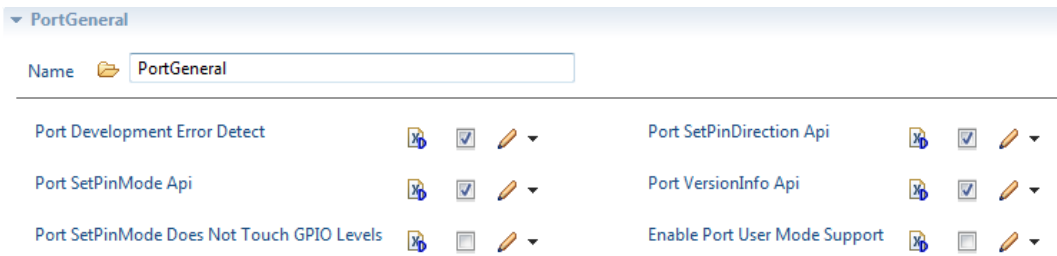 PortGeneral
Name PortGeneral
Port Development Error Detect Port SetPinDirection Api
Port SetPinMode Api Port VersionInfo Api
Port SetPinMode Does Not Touch GPIO Levels Enable Port User Mode Support